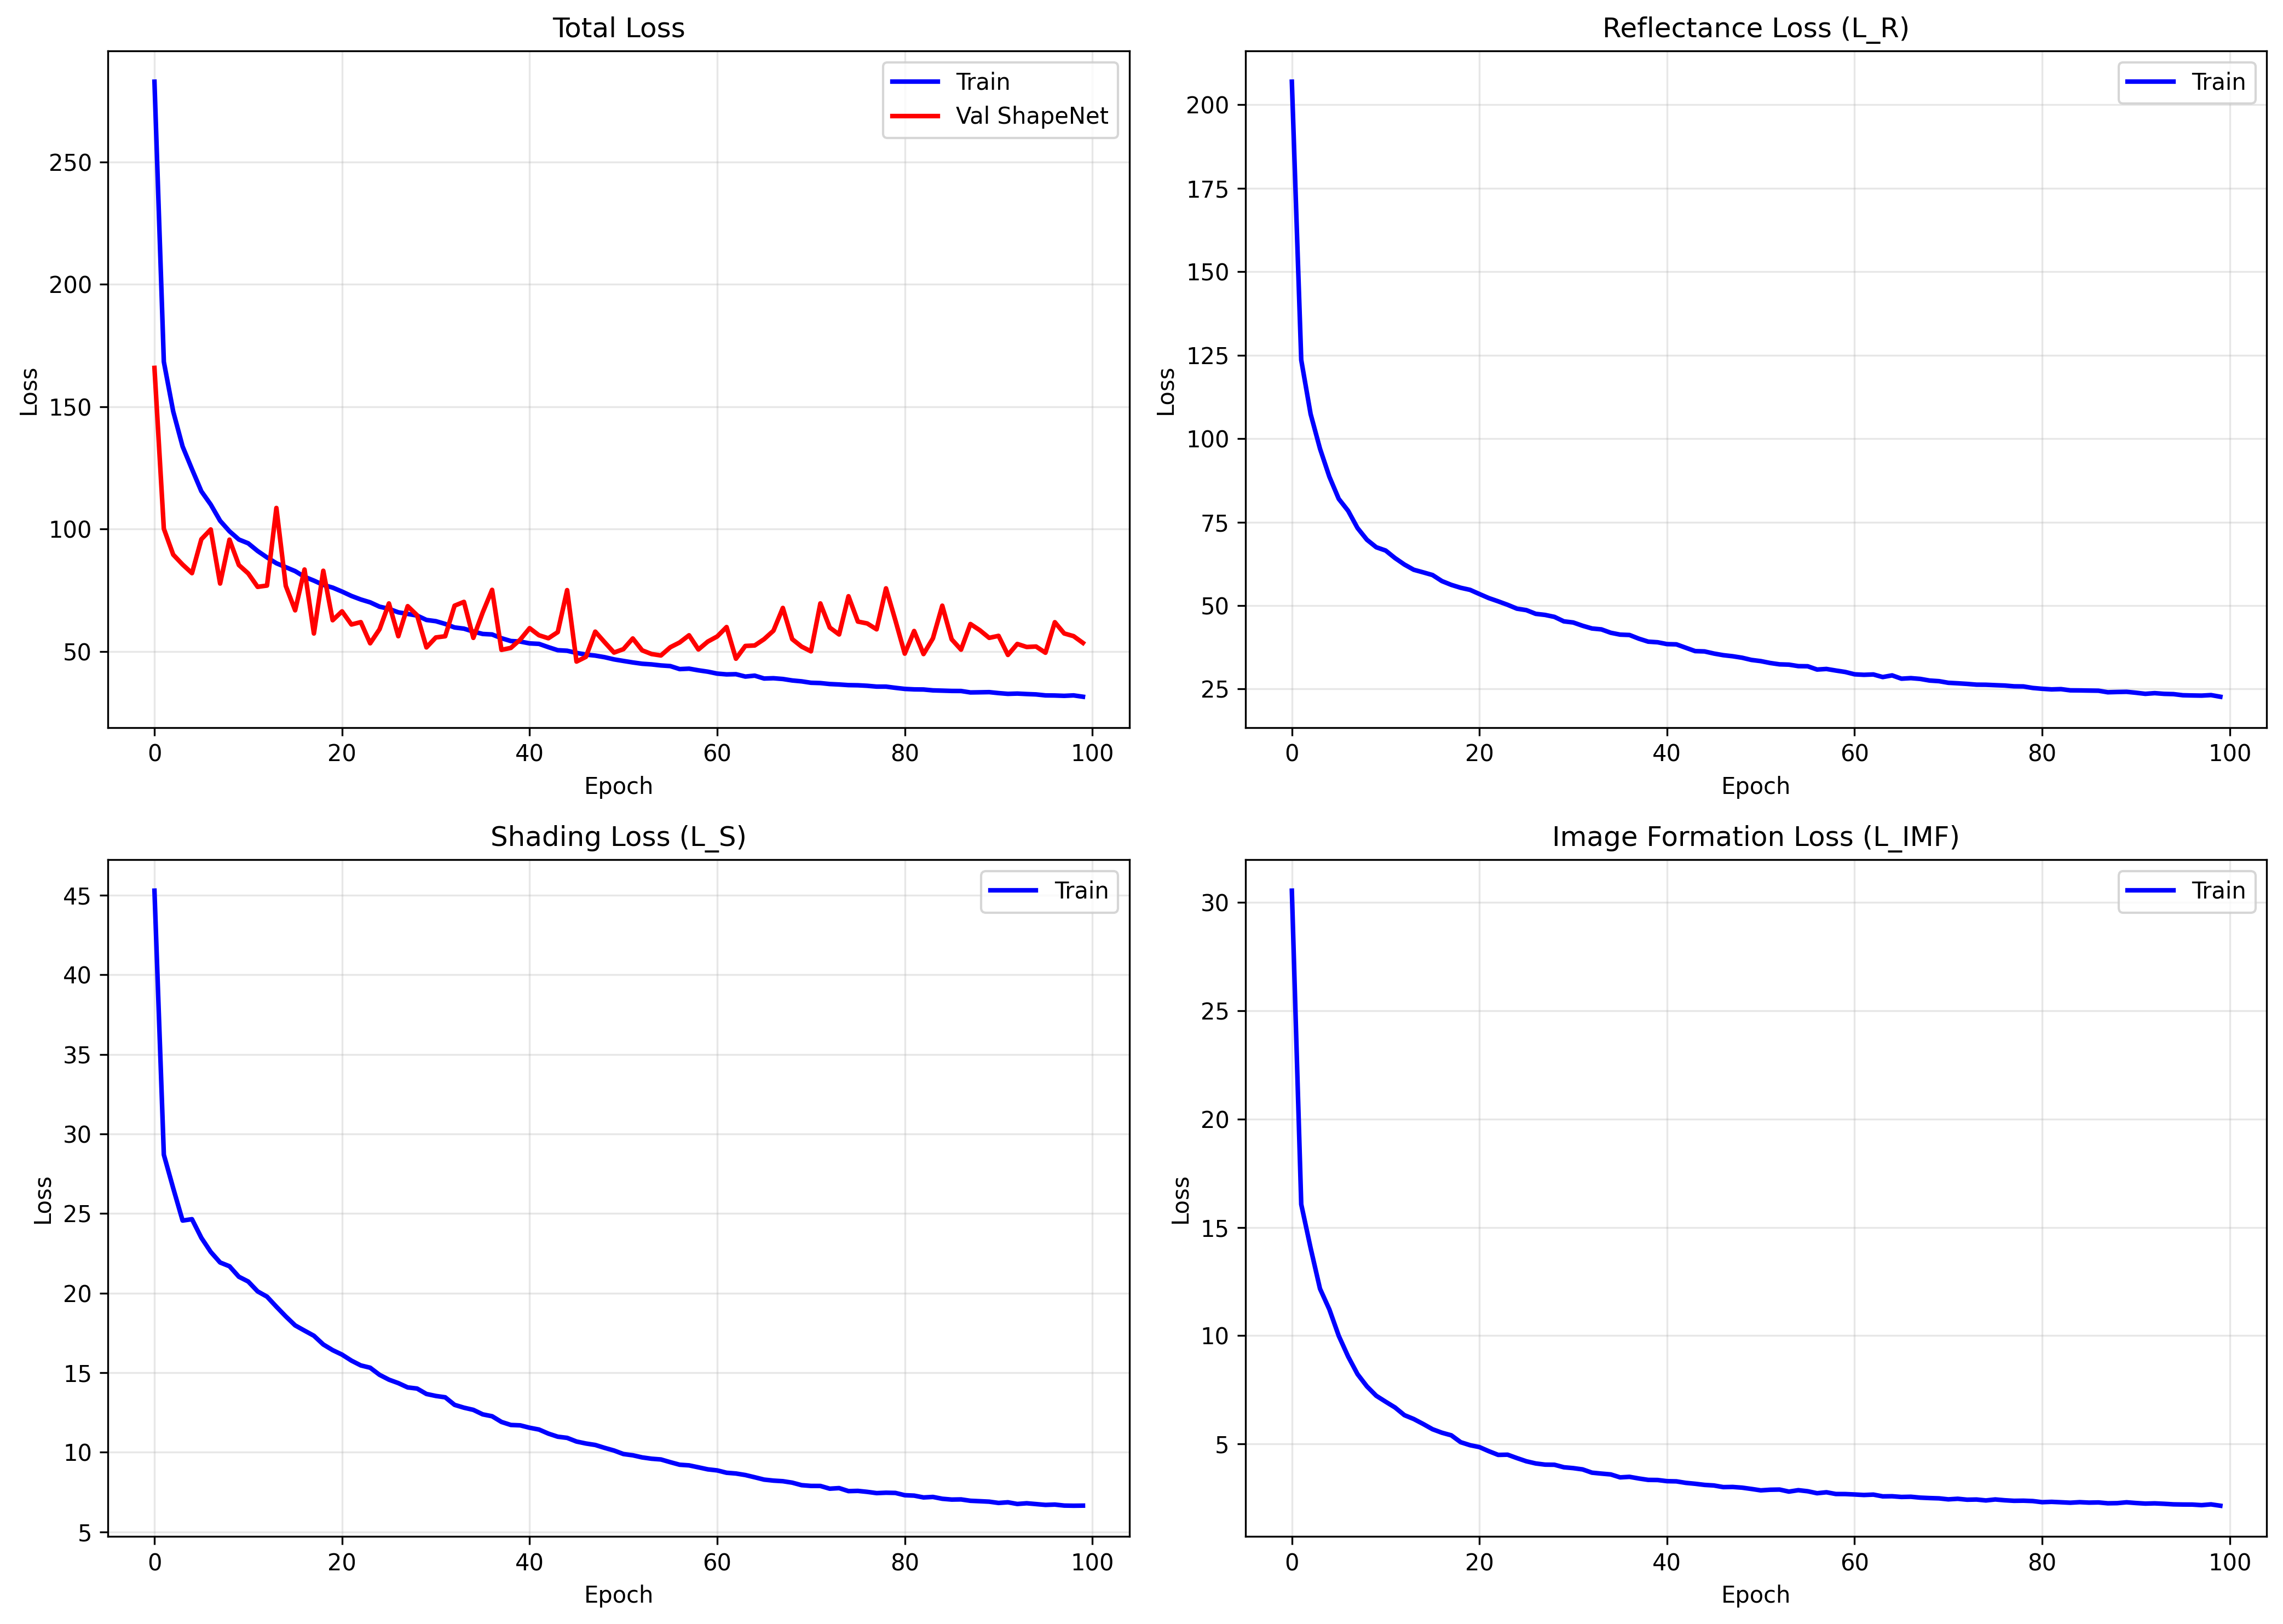 Total Loss
Train
Val ShapeNet
250
200
150
100
50
Loss
0 20 40 60 80 100
Epoch
Reflectance Loss (L_R)
Train
200
175
150
125
100
75
50
25
Loss
0 20 40 60 80 100
Epoch
Shading Loss (L_S)
Train
45
40
35
30
25
20
15
10
5
Loss
0 20 40 60 80 100
Epoch
Image Formation Loss (L_IMF)
Train
30
25
20
15
10
5
Loss
0 20 40 60 80 100
Epoch